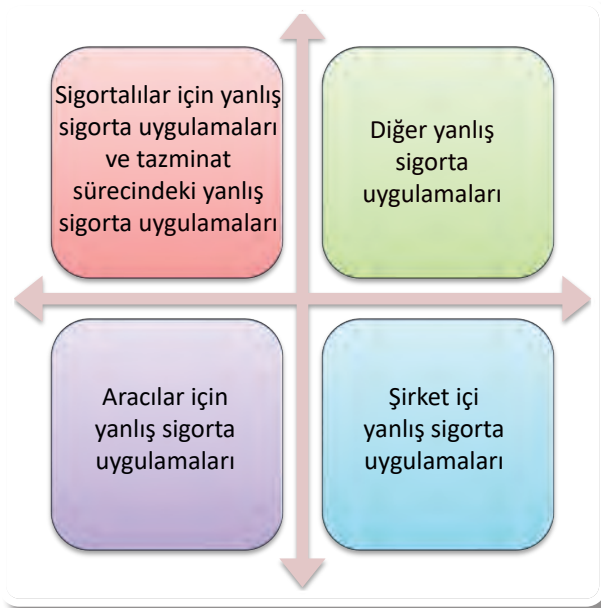 Sigortalılar için yanlış
sigorta uygulamaları
ve tazminat
sürecindeki yanlış
sigorta uygulamaları
Diğer yanlış
sigorta
uygulamaları
Aracılar için
yanlış sigorta
uygulamaları
Şirket içi
yanlış sigorta
uygulamaları